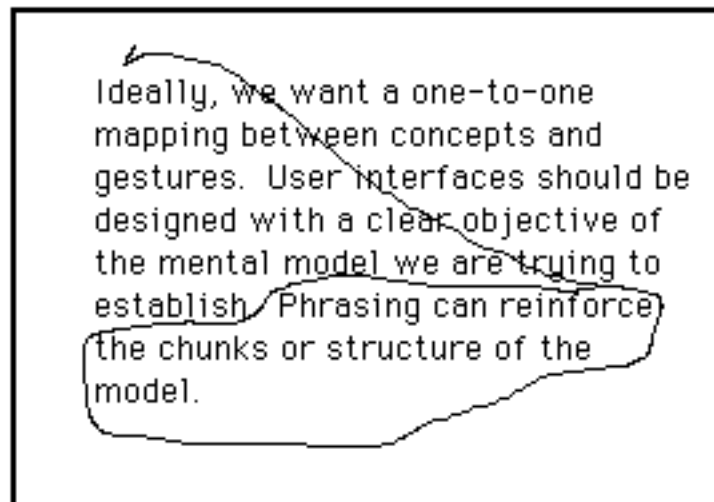 Ideally, we want a one-to-one
mapping between concepts and
gestures. User interfaces should be
designed with a clear objective of
the mental model we are trying to
establish. Phrasing can reinforce
the chunks or structure of the
model.